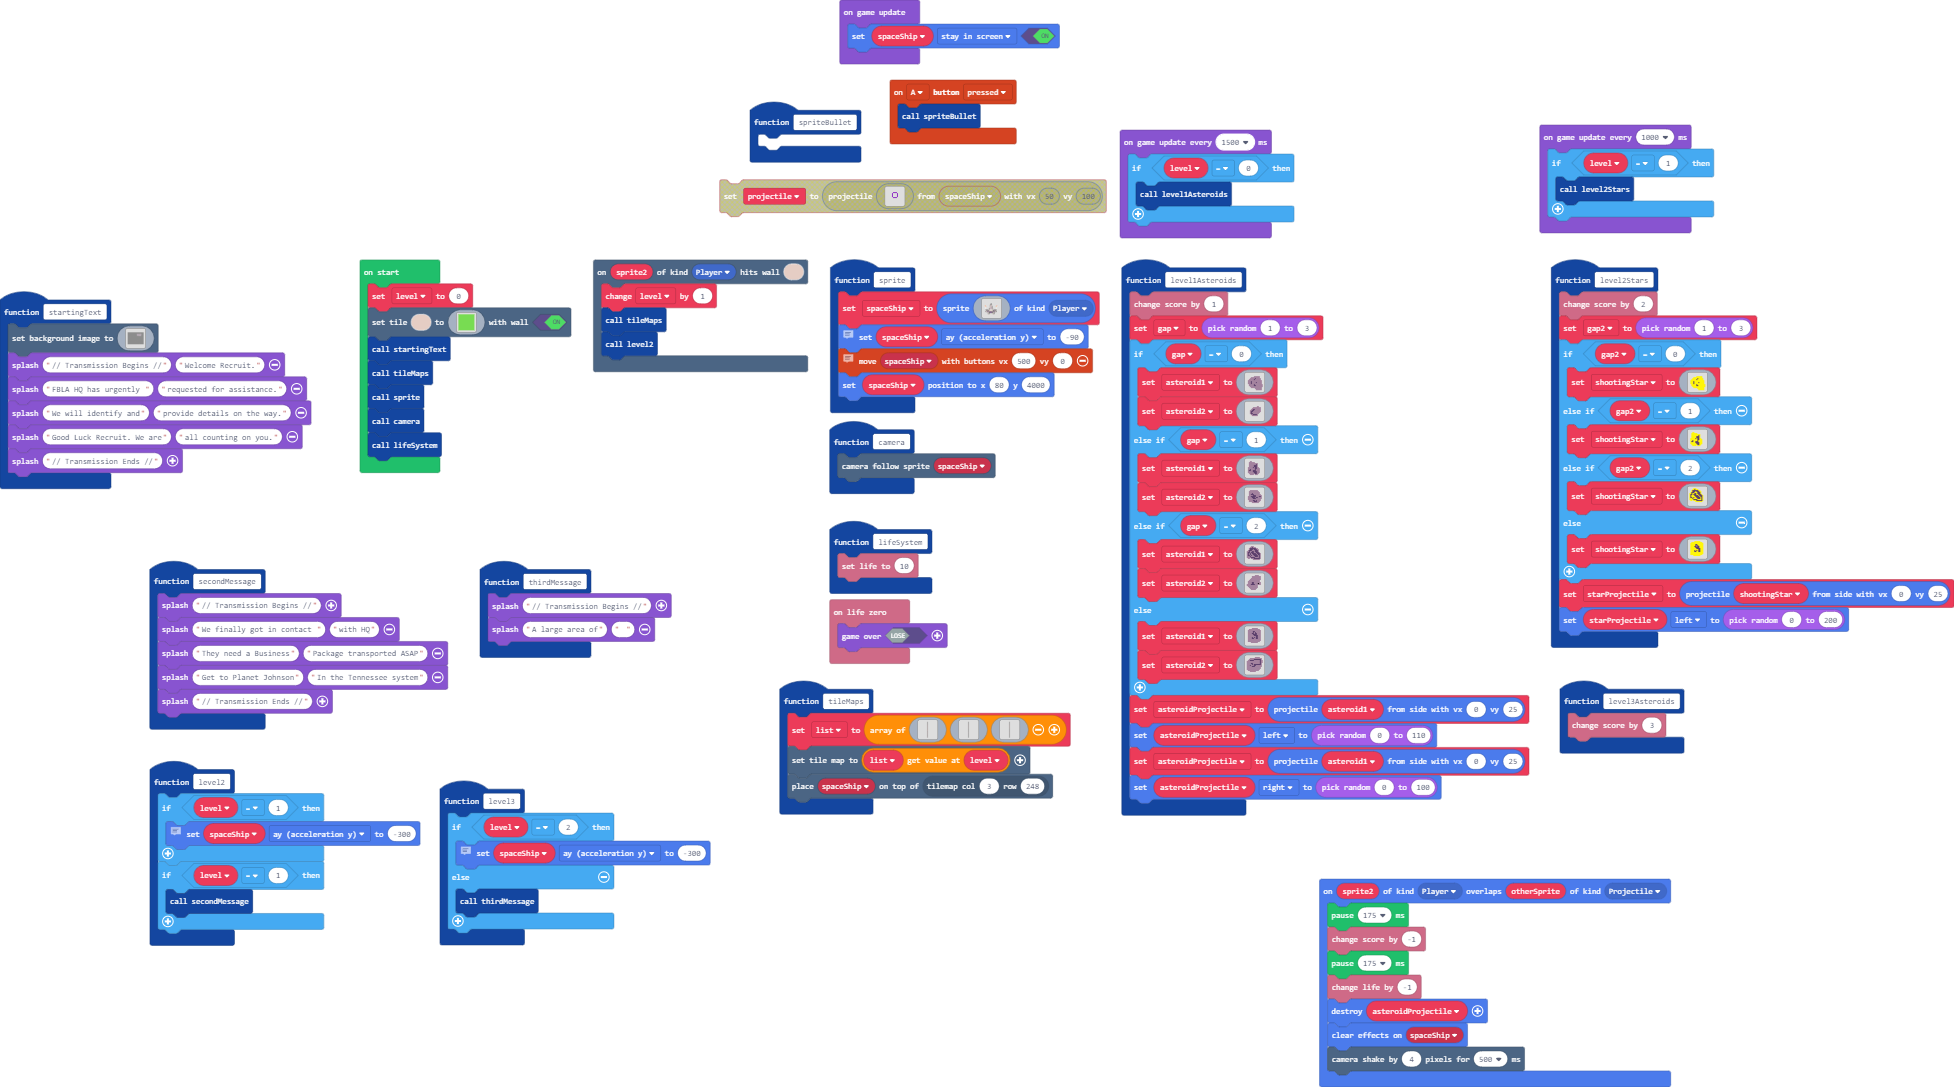 on game update
set spaceShip stay in screen ON
on A button pressed
call spriteBullet
function spriteBullet
set projectile to projectile from spaceShip with vx 50 vy 100
on game update every 1500 ms
if level = 0 then
call level1Asteroids
on game update every 1000 ms
if level = 1 then
call level2Stars
function startingText
set background image to
splash "// Transmission Begins //" "Welcome Recruit."
splash "FBLA HQ has urgently " "requested for assistance."
splash "We will identify and" "provide details on the way."
splash "Good Luck Recruit. We are" "all counting on you."
splash "// Transmission Ends //"
on start
set level to 0
set tile to with wall ON
call startingText
call tileMaps
call sprite
call camera
call lifeSystem
on sprite2 of kind Player hits wall
change level by 1
call tileMaps
call level2
function sprite
set spaceShip to sprite of kind Player
set spaceShip ay (acceleration y) to -90
move spaceShip with buttons vx 500 vy 0
set spaceShip position to x 80 y 4000
function camera
camera follow sprite spaceShip
function lifeSystem
set life to 10
on life zero
game over LOSE
function level1Asteroids
change score by 1
set gap to pick random 1 to 3
if gap = 0 then
set asteroid1 to
set asteroid2 to
else if gap = 1 then
set asteroid1 to
set asteroid2 to
else if gap = 2 then
set asteroid1 to
set asteroid2 to
else
set asteroid1 to
set asteroid2 to
set asteroidProjectile to projectile asteroid1 from side with vx 0 vy 25
set asteroidProjectile left to pick random 0 to 110
set asteroidProjectile to projectile asteroid1 from side with vx 0 vy 25
set asteroidProjectile right to pick random 0 to 100
function level2Stars
change score by 2
set gap2 to pick random 1 to 3
if gap2 = 0 then
set shootingStar to
else if gap2 = 1 then
set shootingStar to
else if gap2 = 2 then
set shootingStar to
else
set shootingStar to
set starProjectile to projectile shootingStar from side with vx 0 vy 25
set starProjectile left to pick random 0 to 200
function level3Asteroids
change score by 3
function secondMessage
splash "// Transmission Begins //"
splash "We finally got in contact " "with HQ"
splash "They need a Business" "Package transported ASAP"
splash "Get to Planet Johnson" "In the Tennessee system"
splash "// Transmission Ends //"
function thirdMessage
splash "// Transmission Begins //"
splash "A large area of" " "
function tileMaps
set list to array of
set tile map to list get value at level
place spaceShip on top of tilemap col 3 row 248
function level2
if level = 1 then
set spaceShip ay (acceleration y) to -300
if level = 1 then
call secondMessage
function level3
if level = 2 then
set spaceShip ay (acceleration y) to -300
else
call thirdMessage
on sprite2 of kind Player overlaps otherSprite of kind Projectile
pause 175 ms
change score by -1
pause 175 ms
change life by -1
destroy asteroidProjectile
clear effects on spaceShip
camera shake by 4 pixels for 500 ms